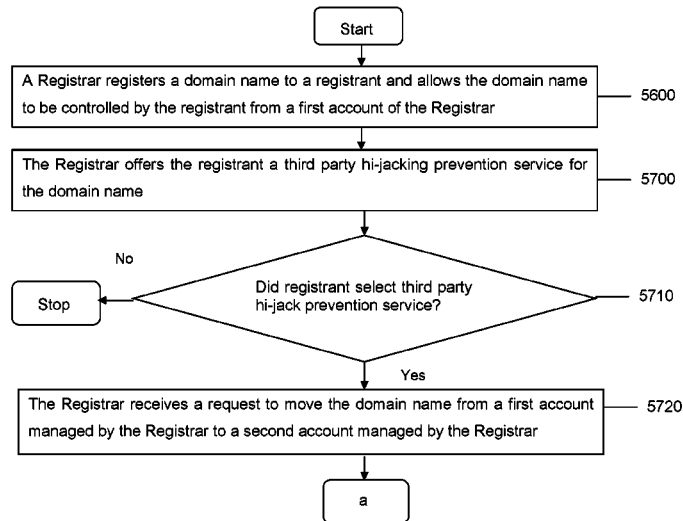 Start
A Registrar registers a domain name to a registrant and allows the domain name
to be controlled by the registrant from a first account of the Registrar
5600
The Registrar offers the registrant a third party hi-jacking prevention service for
the domain name
5700
No
Did registrant select third party
hi-jack prevention service?
Stop
5710
Yes
The Registrar receives a request to move the domain name from a first account
managed by the Registrar to a second account managed by the Registrar
5720
a